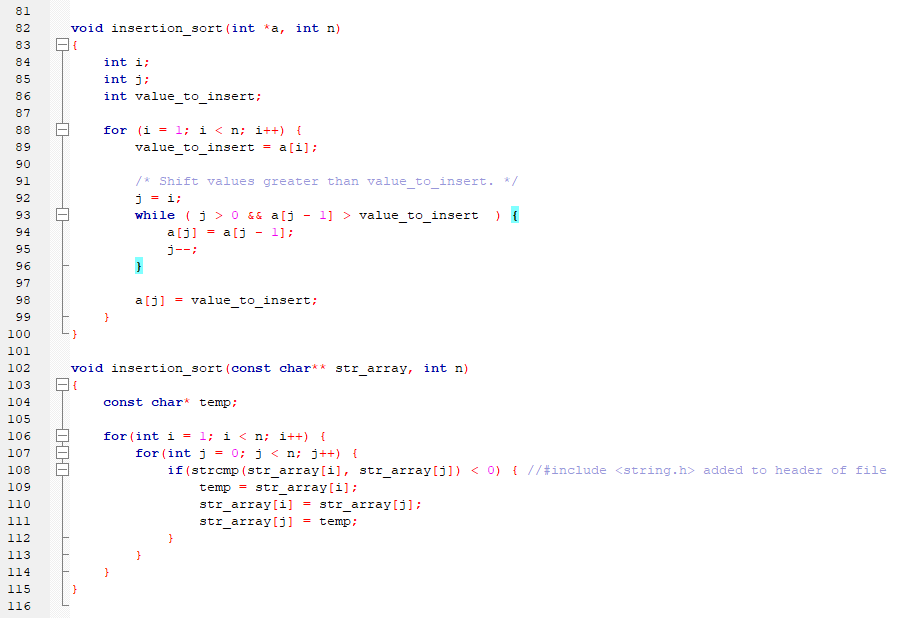 81
82 void insertion_sort(int *a, int n)
83 {
84     int i;
85     int j;
86     int value_to_insert;
87
88     for (i = 1; i < n; i++) {
89         value_to_insert = a[i];
90
91         /* Shift values greater than value_to_insert. */
92         j = i;
93         while ( j > 0 && a[j - 1] > value_to_insert  ) {
94             a[j] = a[j - 1];
95             j--;
96         }
97
98         a[j] = value_to_insert;
99     }
100 }
101
102 void insertion_sort(const char** str_array, int n)
103 {
104     const char* temp;
105
106     for(int i = 1; i < n; i++) {
107         for(int j = 0; j < n; j++) {
108             if(strcmp(str_array[i], str_array[j]) < 0) { //#include <string.h> added to header of file
109                 temp = str_array[i];
110                 str_array[i] = str_array[j];
111                 str_array[j] = temp;
112             }
113         }
114     }
115 }
116